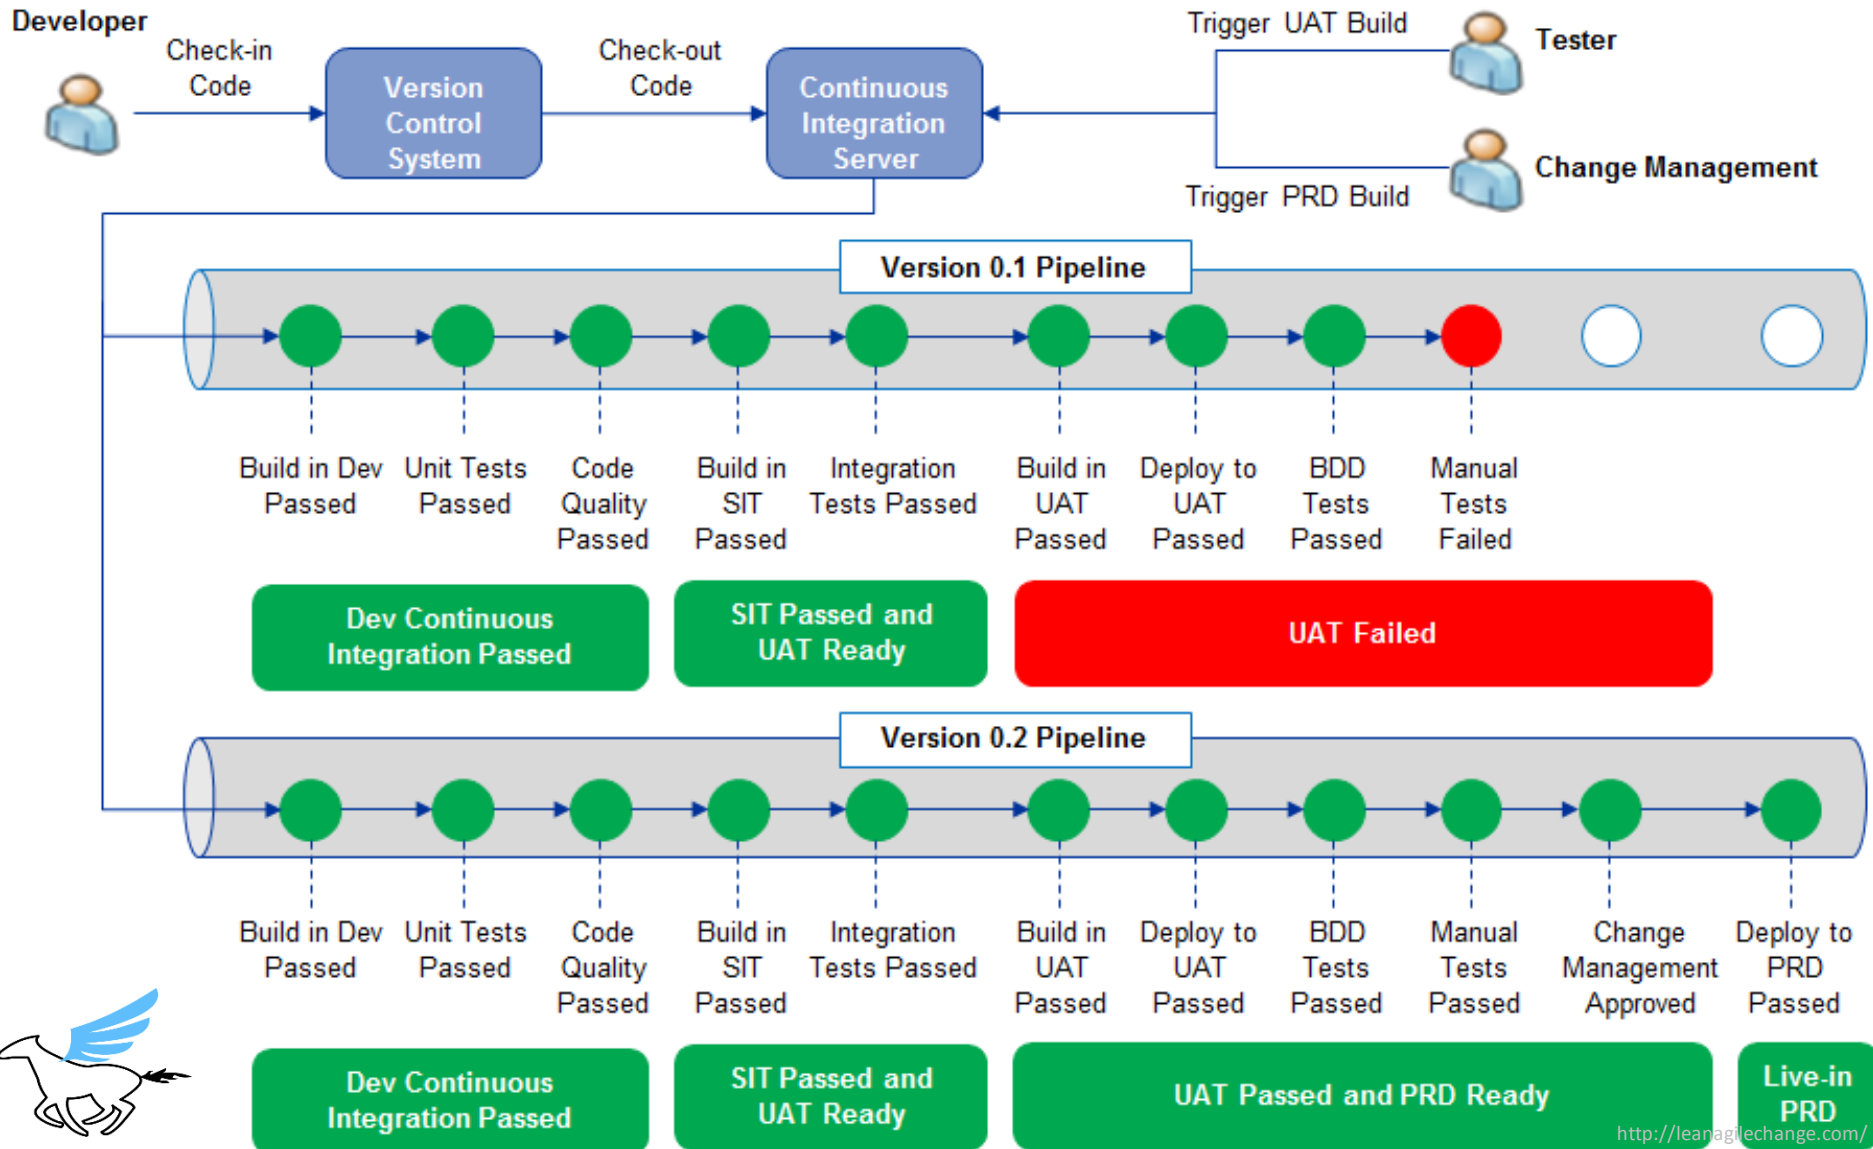 Developer
Check-in
Code
Version
Control
System
Check-out
Code
Continuous
Integration
Server
Trigger UAT Build
Tester
Change Management
Trigger PRD Build
Version 0.1 Pipeline
Build in Dev
Passed
Unit Tests
Passed
Code
Quality
Passed
Build in
SIT
Passed
Integration
Tests Passed
Build in
UAT
Passed
Deploy to
UAT
Passed
BDD
Tests
Passed
Manual
Tests
Failed
Dev Continuous
Integration Passed
SIT Passed and
UAT Ready
UAT Failed
Version 0.2 Pipeline
Build in Dev
Passed
Unit Tests
Passed
Code
Quality
Passed
Build in
SIT
Passed
Integration
Tests Passed
Build in
UAT
Passed
Deploy to
UAT
Passed
BDD
Tests
Passed
Manual
Tests
Passed
Change
Management
Approved
Deploy to
PRD
Passed
Dev Continuous
Integration Passed
SIT Passed and
UAT Ready
UAT Passed and PRD Ready
Live-in
PRD
http://leanagilechange.com/